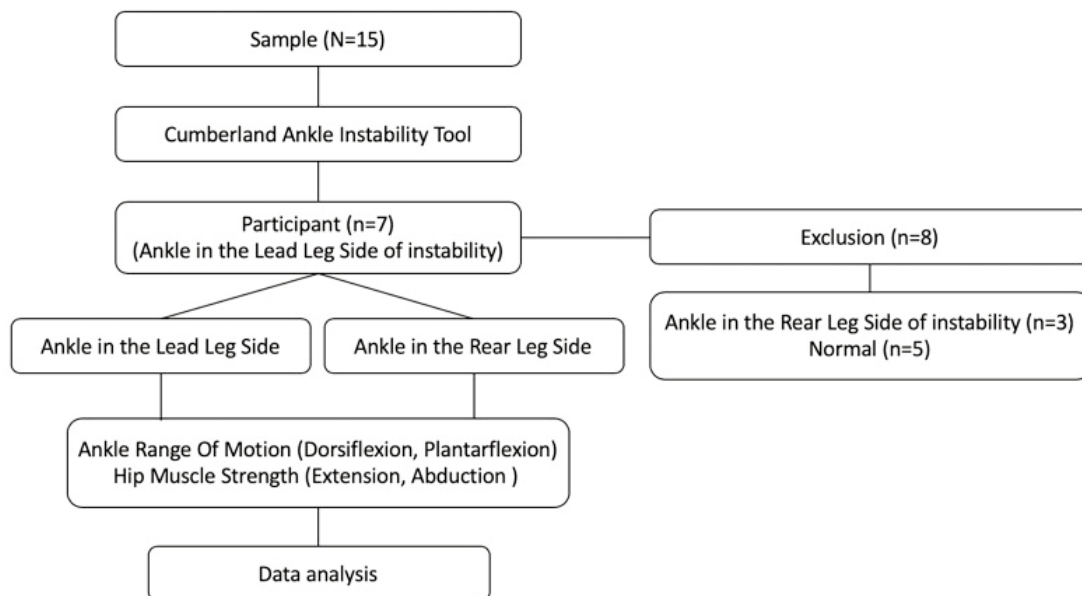 Sample (N=15)
Cumberland Ankle Instability Tool
Participant (n=7)
(Ankle in the Lead Leg Side of instability)
Exclusion (n=8)
Ankle in the Rear Leg Side of instability (n=3)
Normal (n=5)
Ankle in the Lead Leg Side
Ankle in the Rear Leg Side
Ankle Range Of Motion (Dorsiflexion, Plantarflexion)
Hip Muscle Strength (Extension, Abduction )
Data analysis